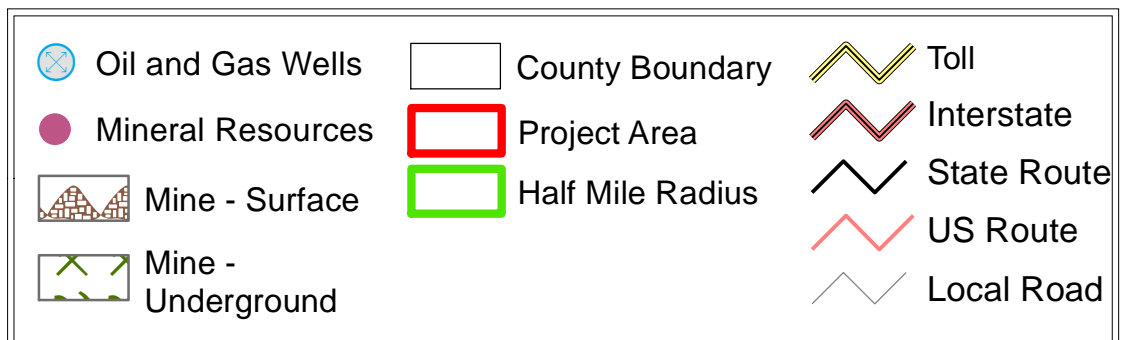 Oil and Gas Wells
Mineral Resources
Mine - Surface
Mine -
Underground
County Boundary
Project Area
Half Mile Radius
Toll
Interstate
State Route
US Route
Local Road